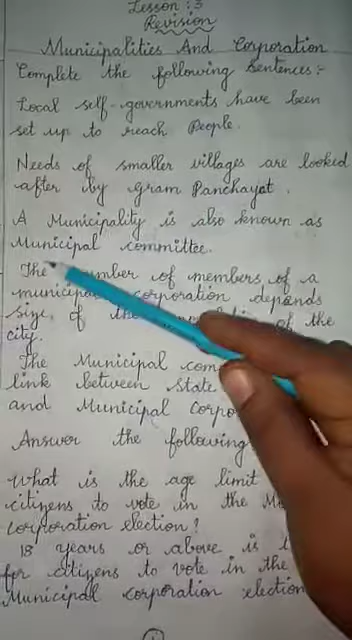 Lesson : 3
Revision
Municipalities And Corporation
Complete the following Sentences :-
Local self-governments have been
set up to reach People.
Needs of smaller villages are looked
after by gram Panchayat.
A Municipality is also known as
Municipal committee.
The number of members of a
municipal corporation depends
size of the of the
city.
The Municipal
link between State
and Municipal
Answer the following
What is the age limit
citizens to vote in the
corporation election?
18 years or above is
for citizens to vote in the
Municipal corporation election
1